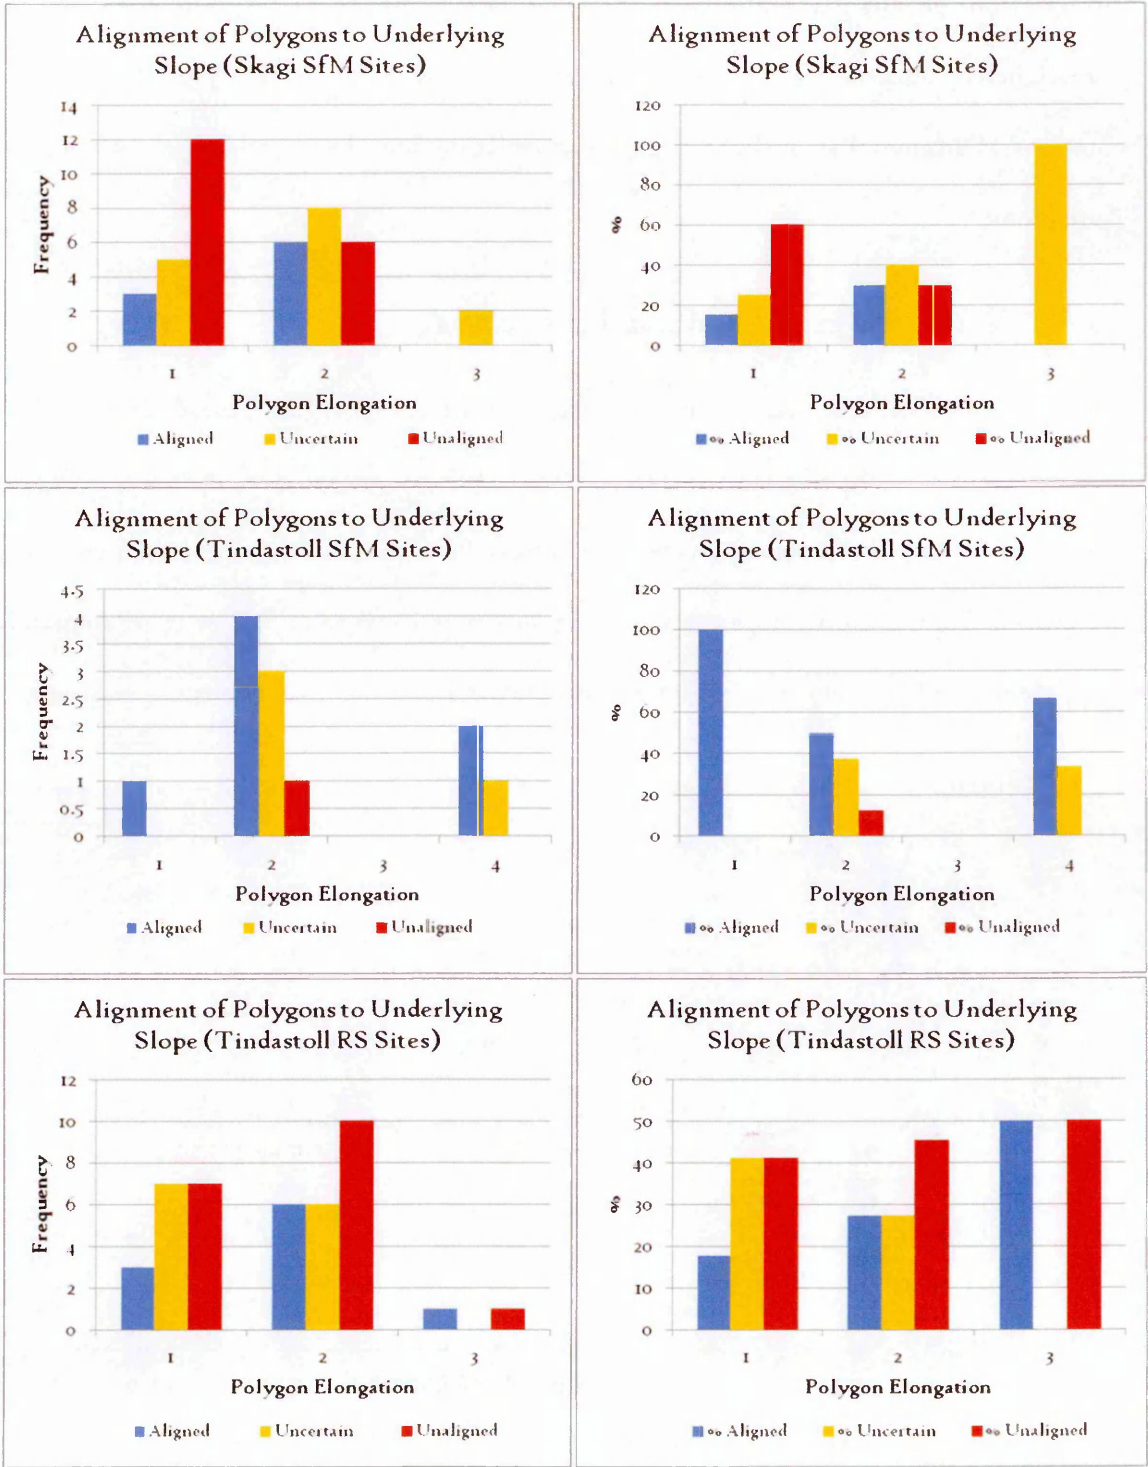 Alignment of Polygons to Underlying
Slope (Skagi SfM Sites)
14
12
10
8
6
4
2
0
Frequency
1 2 3
Polygon Elongation
Aligned Uncertain Unaligned
Alignment of Polygons to Underlying
Slope (Skagi SfM Sites)
120
100
80
60
40
20
0
%
1 2 3
Polygon Elongation
% Aligned % Uncertain % Unaligned
Alignment of Polygons to Underlying
Slope (Tindastoll SfM Sites)
4.5
4
3.5
3
2.5
2
1.5
1
0.5
0
Frequency
1 2 3 4
Polygon Elongation
Aligned Uncertain Unaligned
Alignment of Polygons to Underlying
Slope (Tindastoll SfM Sites)
120
100
80
60
40
20
0
%
1 2 3 4
Polygon Elongation
% Aligned % Uncertain % Unaligned
Alignment of Polygons to Underlying
Slope (Tindastoll RS Sites)
12
10
8
6
4
2
0
Frequency
1 2 3
Polygon Elongation
Aligned Uncertain Unaligned
Alignment of Polygons to Underlying
Slope (Tindastoll RS Sites)
60
50
40
30
20
10
0
%
1 2 3
Polygon Elongation
% Aligned % Uncertain % Unaligned